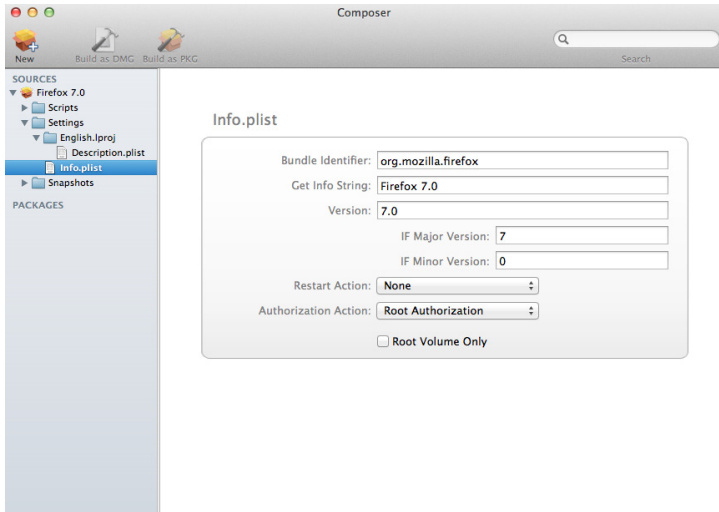 Composer
New
Build as DMG
Build as PKG
Search
SOURCES
Firefox 7.0
Scripts
Settings
English.lproj
Description.plist
Info.plist
Snapshots
PACKAGES
Info.plist
Bundle Identifier: org.mozilla.firefox
Get Info String: Firefox 7.0
Version: 7.0
IF Major Version: 7
IF Minor Version: 0
Restart Action: None
Authorization Action: Root Authorization
Root Volume Only